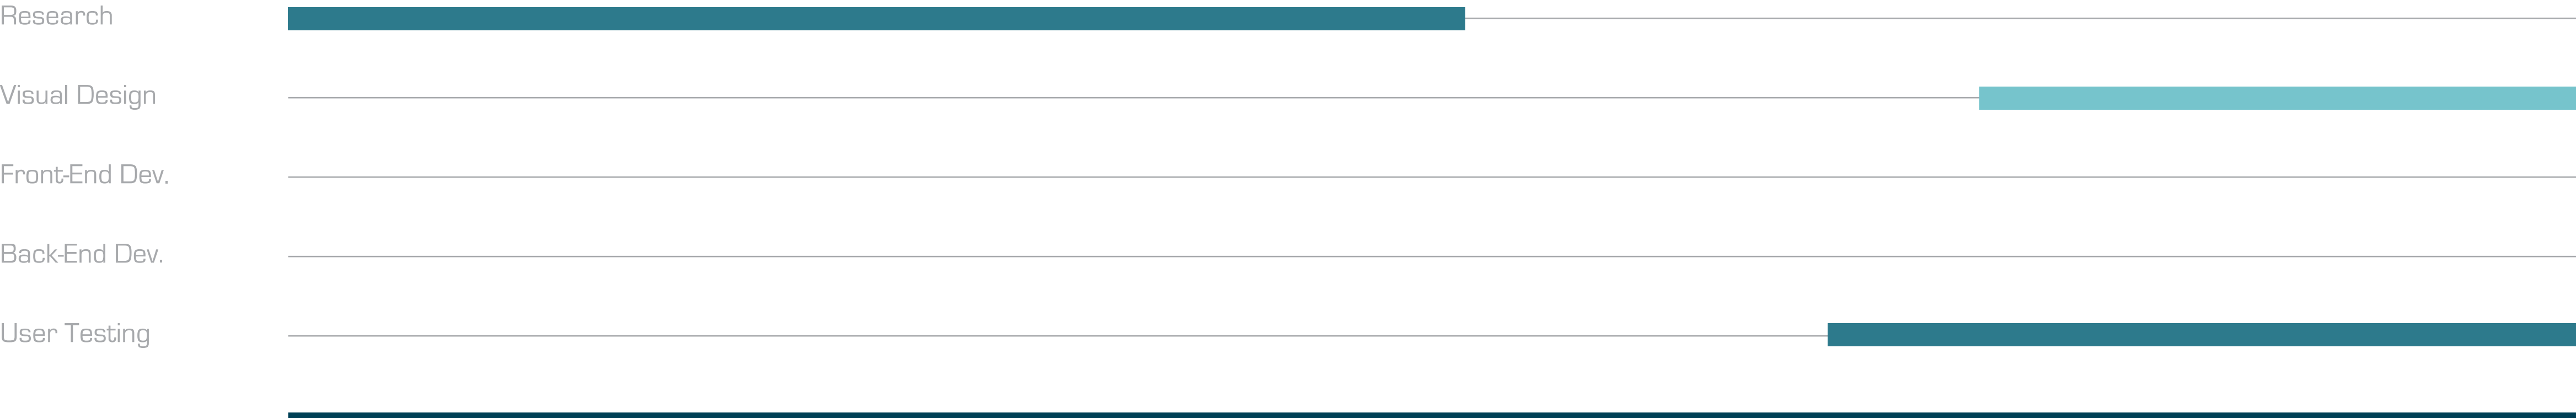 Research
Visual Design
Front-End Dev.
Back-End Dev.
User Testing